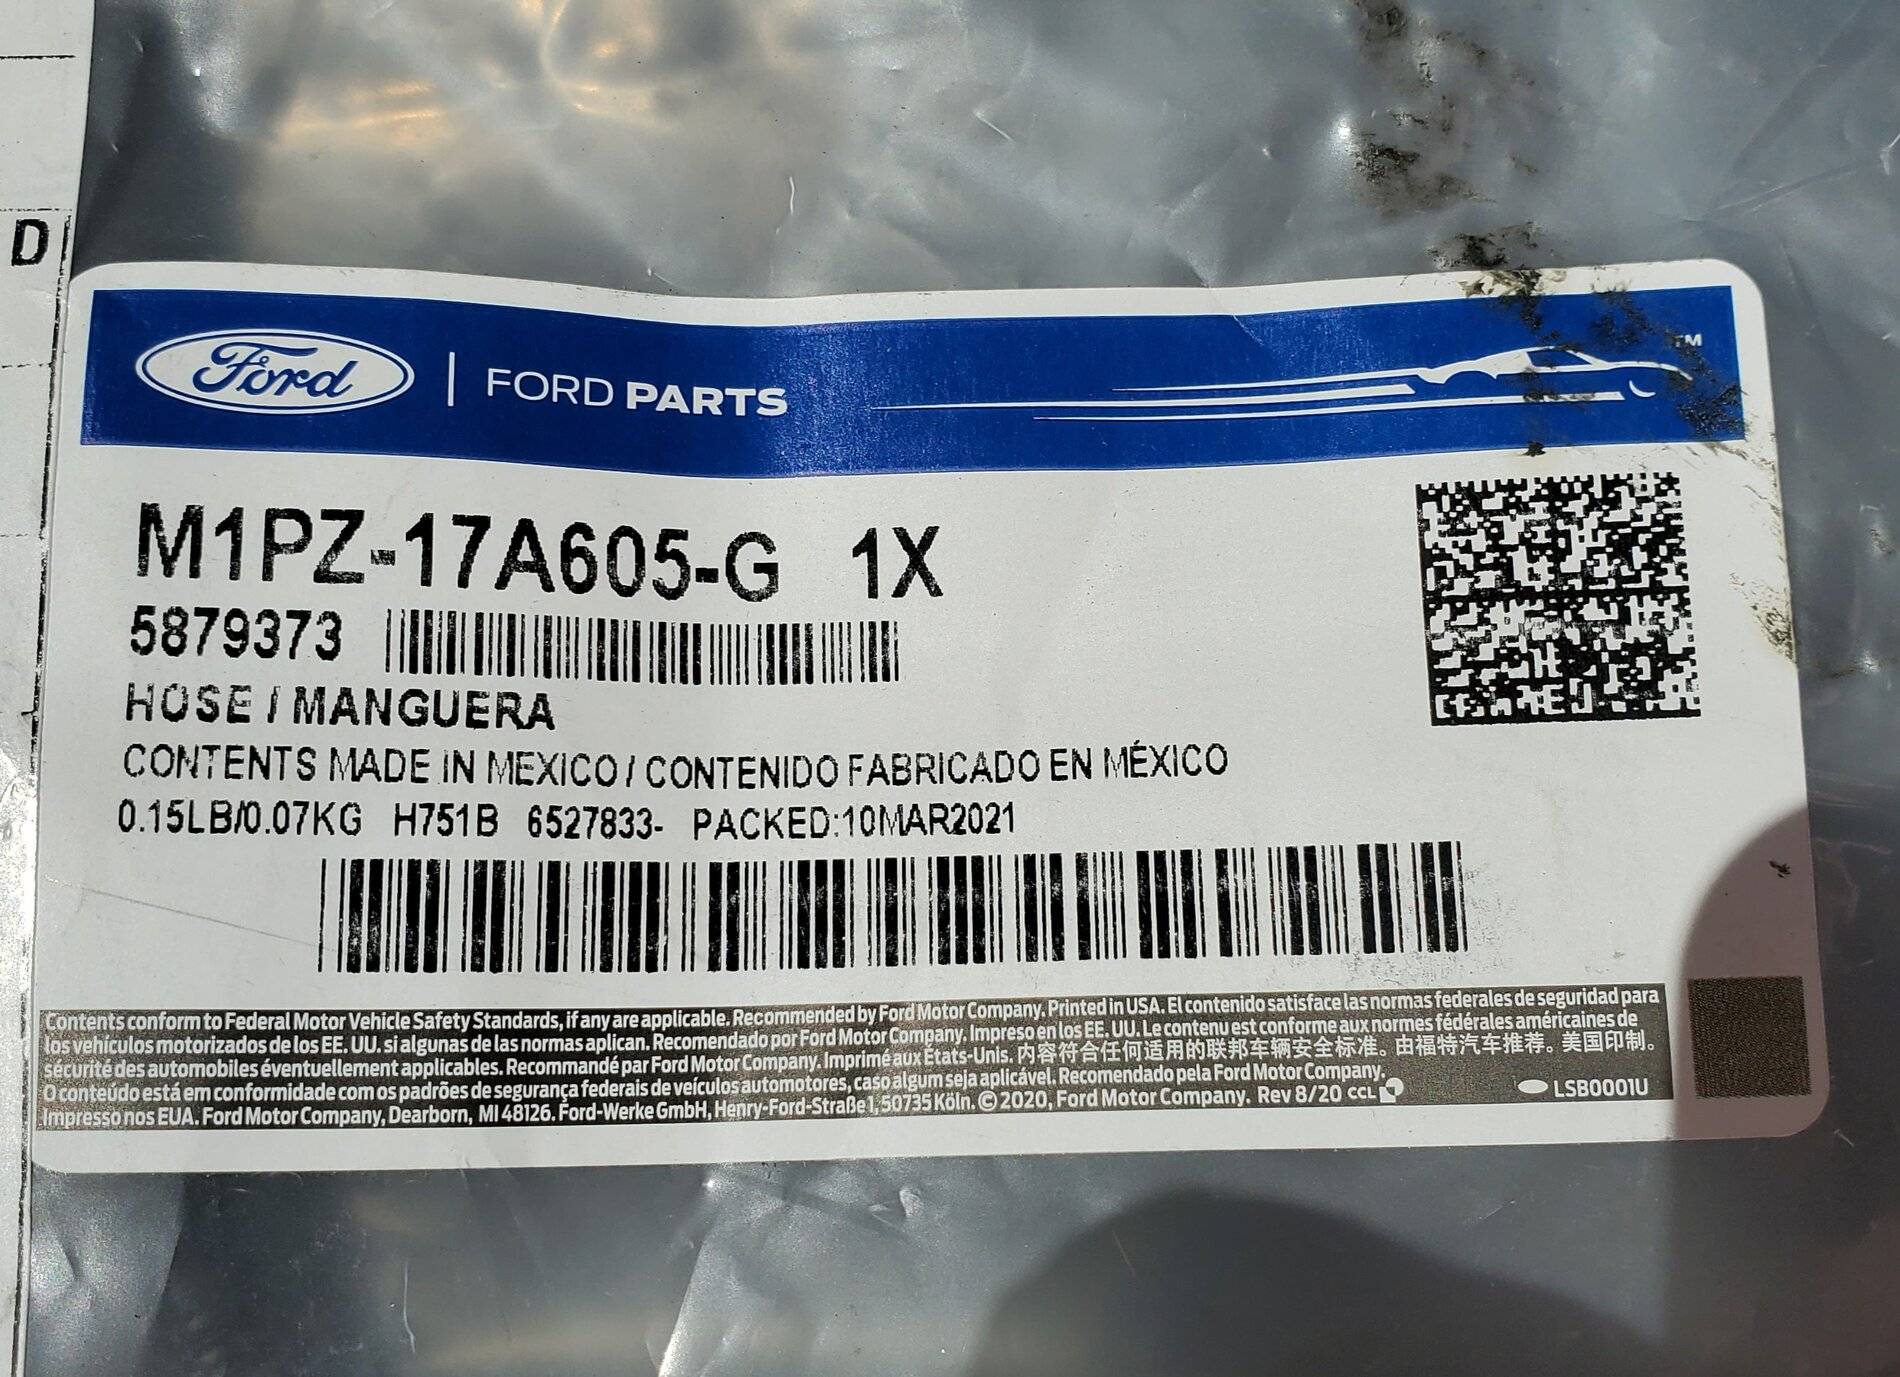 D
Ford | FORD PARTS
TM
M1PZ-17A605-G 1X
5879373
HOSE / MANGUERA
CONTENTS MADE IN MEXICO / CONTENIDO FABRICADO EN MÉXICO
0.15LB/0.07KG H751B 6527833- PACKED:10MAR2021
Contents conform to Federal Motor Vehicle Safety Standards, if any are applicable. Recommended by Ford Motor Company. Printed in USA. El contenido satisface las normas federales de seguridad para
los vehículos motorizados de los EE. UU. si algunas de las normas aplican. Recomendado por Ford Motor Company. Impreso en los EE. UU. Le contenu est conforme aux normes fédérales américaines de
sécurité des automobiles éventuellement applicables. Recommandé par Ford Motor Company. Imprimé aux États-Unis. 内容符合任何适用的联邦车辆安全标准。由福特汽车推荐。美国印制。
O conteúdo está em conformidade com os padrões de segurança federais de veículos automotores, caso algum seja aplicável. Recomendado pela Ford Motor Company.
Impresso nos EUA. Ford Motor Company, Dearborn, MI 48126. Ford-Werke GmbH, Henry-Ford-Straße 1, 50735 Köln. © 2020, Ford Motor Company. Rev 8/20 CCL
LSB0001U